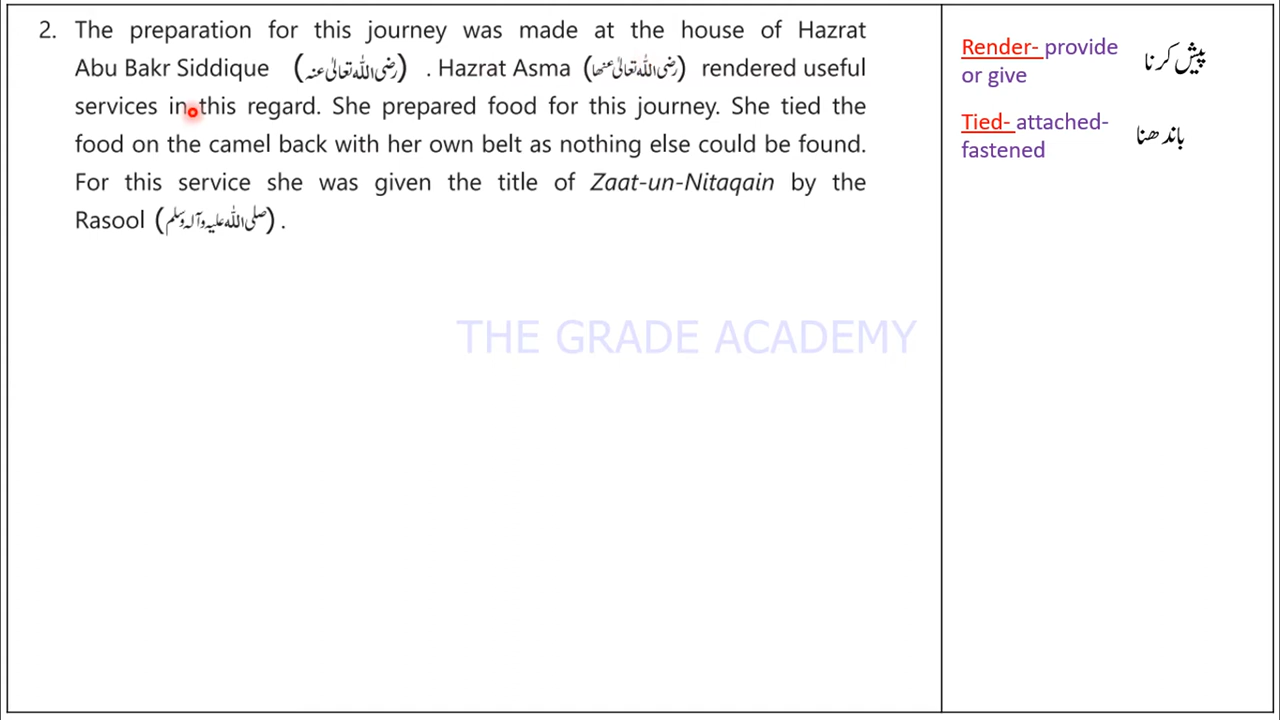 2. The preparation for this journey was made at the house of Hazrat
Abu Bakr Siddique (رضی اللہ تعالیٰ عنہ) . Hazrat Asma (رضی اللہ تعالیٰ عنھا) rendered useful
services in this regard. She prepared food for this journey. She tied the
food on the camel back with her own belt as nothing else could be found.
For this service she was given the title of Zaat-un-Nitaqain by the
Rasool (صلی اللہ علیہ وآلہ وسلم) .
Render- provide پیش کرنا
or give
Tied- attached- باندھنا
fastened
THE GRADE ACADEMY